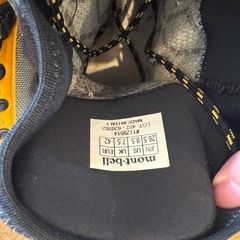 mont-bell
JPN US UK EUR
26.5 8.5 7.5 42
#1129514
LOT 412-620202
MADE IN ITALY